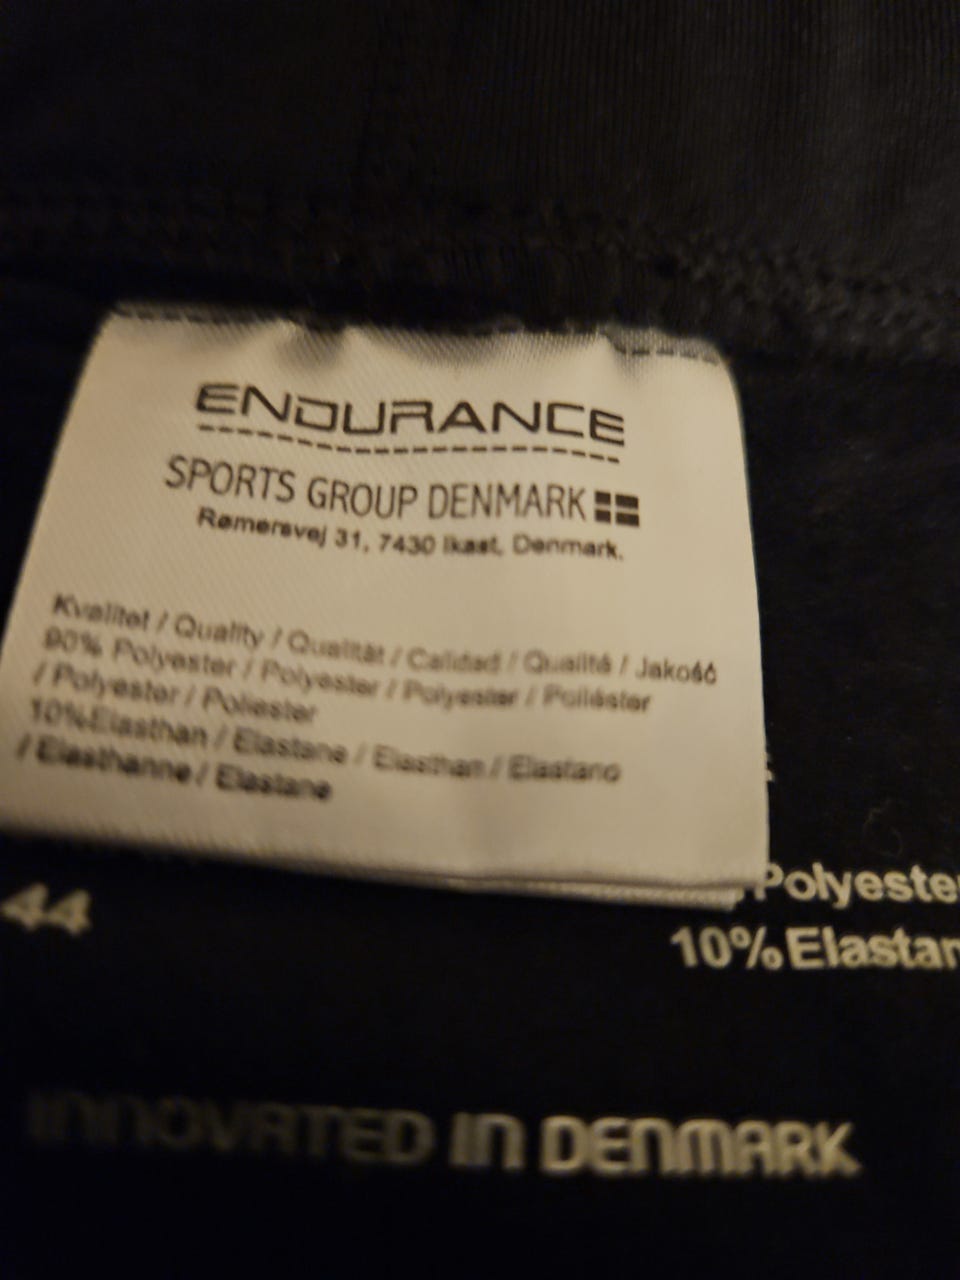 ENDURANCE
SPORTS GROUP DENMARK
Rømersvej 31, 7430 Ikast, Denmark.
Kvalitet / Quality / Qualität / Calidad / Qualité / Jakość
90% Polyester / Polyester / Polyester / Poliéster
/ Polyester / Poliester
10%Elasthan / Elastane / Elasthan / Elastano
/ Elasthanne / Elastane
44
Polyester
10% Elastan
INNOVATED IN DENMARK